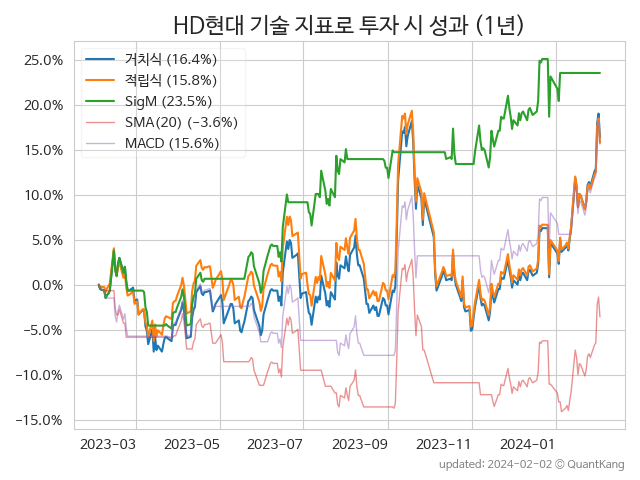 HD현대 기술 지표로 투자 시 성과 (1년)
거치식 (16.4%)
적립식 (15.8%)
SigM (23.5%)
SMA(20) (−3.6%)
MACD (15.6%)
25.0%
20.0%
15.0%
10.0%
5.0%
0.0%
−5.0%
−10.0%
−15.0%
2023-03 2023-05 2023-07 2023-09 2023-11 2024-01
updated: 2024-02-02 © QuantKang